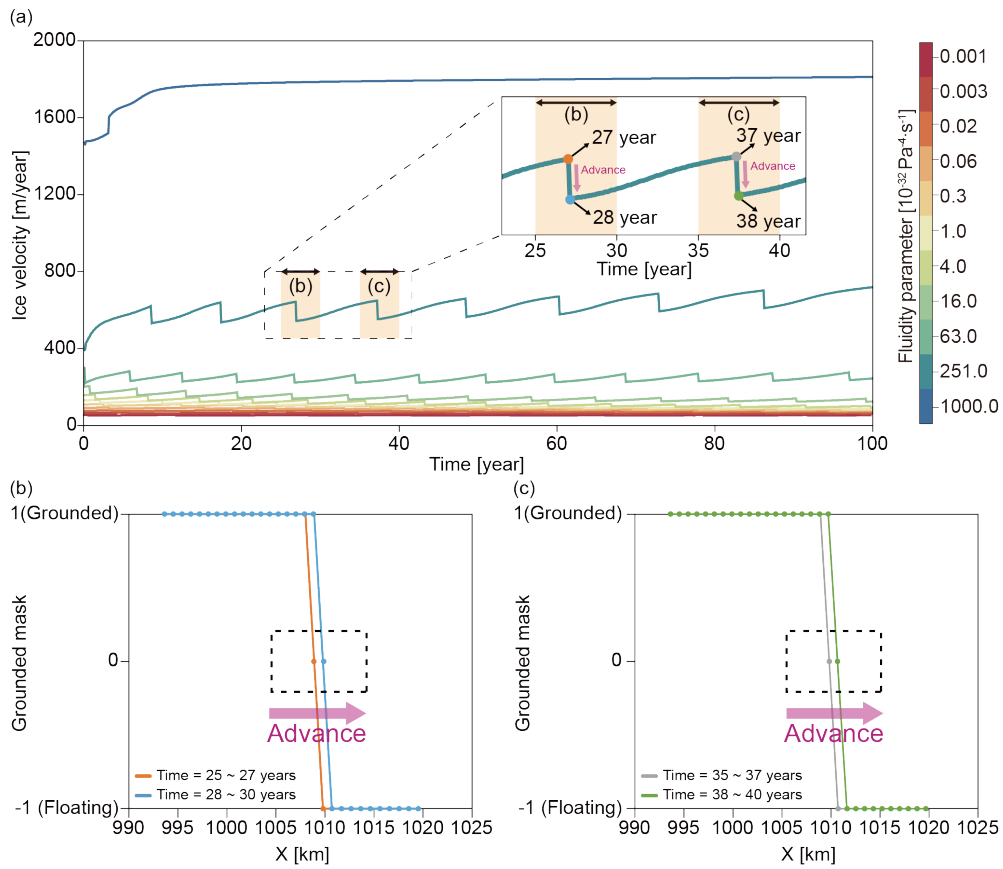 (a)
2000
1600
1200
800
400
0
Ice velocity [m/year]
0 20 40 60 80 100
Time [year]
(b) (c)
(b) (c)
27 year 37 year
Advance Advance
28 year 38 year
25 30 35 40
Time [year]
Fluidity parameter [10⁻³² Pa⁻⁴·s⁻¹]
0.001
0.003
0.02
0.06
0.3
1.0
4.0
16.0
63.0
251.0
1000.0
(b)
1(Grounded)
0
-1 (Floating)
Grounded mask
Advance
Time = 25 ~ 27 years
Time = 28 ~ 30 years
990 995 1000 1005 1010 1015 1020 1025
X [km]
(c)
1(Grounded)
0
-1 (Floating)
Grounded mask
Advance
Time = 35 ~ 37 years
Time = 38 ~ 40 years
990 995 1000 1005 1010 1015 1020 1025
X [km]